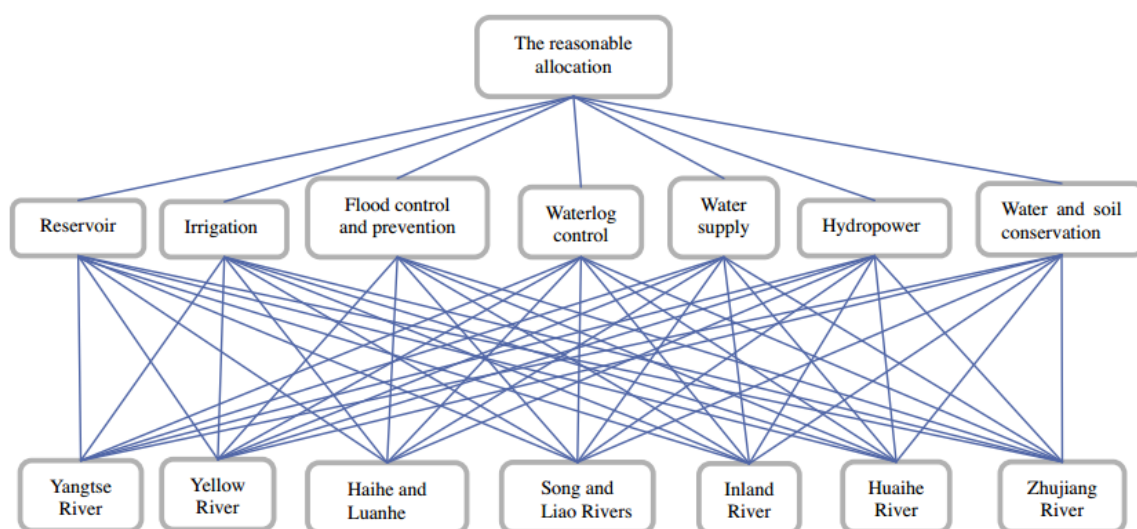 The reasonable
allocation
Reservoir
Irrigation
Flood control
and prevention
Waterlog
control
Water
supply
Hydropower
Water and soil
conservation
Yangtse
River
Yellow
River
Haihe and
Luanhe
Song and
Liao Rivers
Inland
River
Huaihe
River
Zhujiang
River